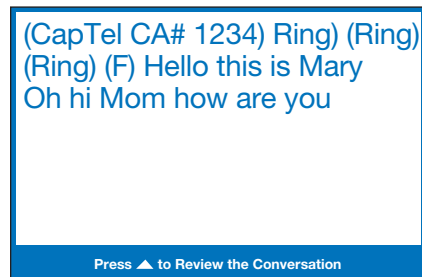 (CapTel CA# 1234) Ring) (Ring)
(Ring) (F) Hello this is Mary
Oh hi Mom how are you
Press ▲ to Review the Conversation